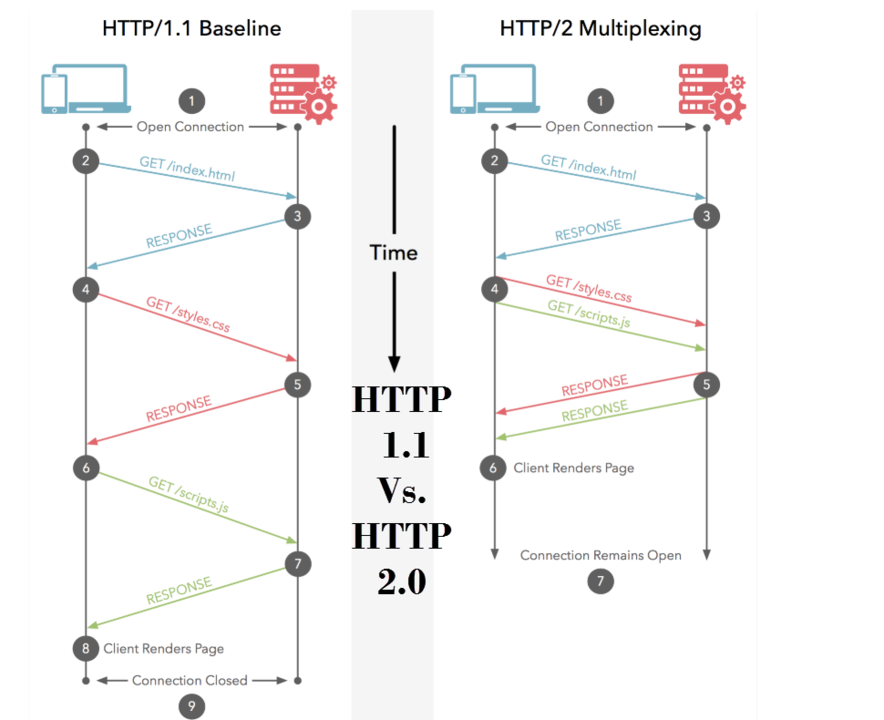 HTTP/1.1 Baseline
1
Open Connection
2
GET /index.html
3
RESPONSE
4
GET /styles.css
5
RESPONSE
6
GET /scripts.js
7
RESPONSE
8 Client Renders Page
Connection Closed
9
Time
HTTP
1.1
Vs.
HTTP
2.0
HTTP/2 Multiplexing
1
Open Connection
2
GET /index.html
3
RESPONSE
4
GET /styles.css
GET /scripts.js
5
RESPONSE
RESPONSE
6 Client Renders Page
Connection Remains Open
7